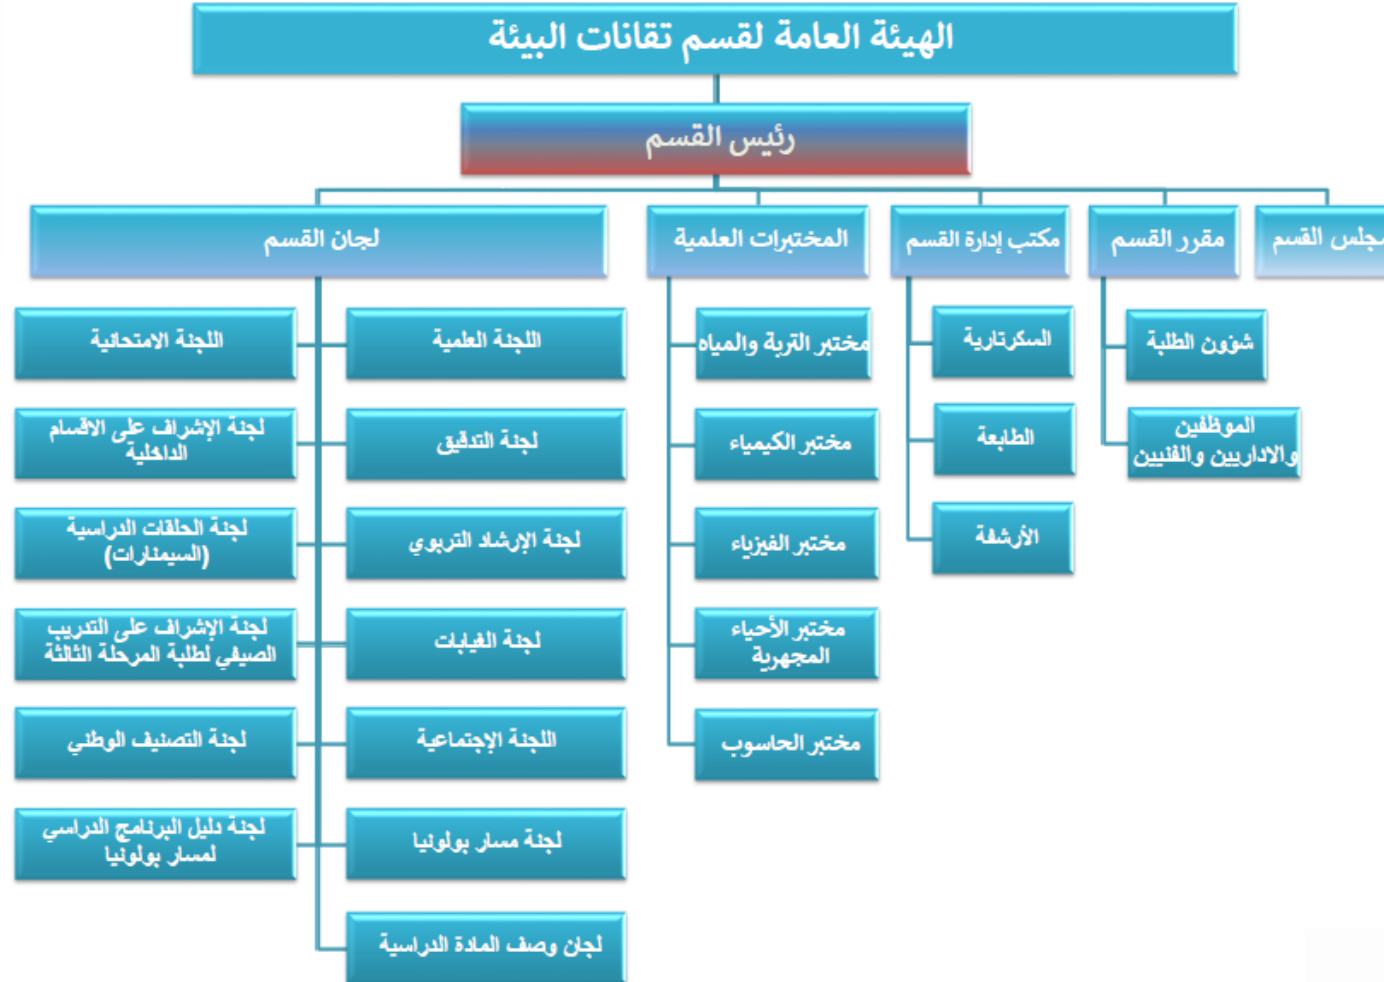 الهيئة العامة لقسم تقانات البيئة
رئيس القسم
مجلس القسم
مقرر القسم
مكتب إدارة القسم
المختبرات العلمية
لجان القسم
شؤون الطلبة
الموظفين
والاداريين والفنيين
السكرتارية
الطابعة
الأرشفة
مختبر التربة والمياه
مختبر الكيمياء
مختبر الفيزياء
مختبر الأحياء
المجهرية
مختبر الحاسوب
اللجنة العلمية
اللجنة الامتحانية
لجنة التدقيق
لجنة الإشراف على الاقسام
الداخلية
لجنة الإرشاد التربوي
لجنة الحلقات الدراسية
(السيمنارات)
لجنة الغيابات
لجنة الإشراف على التدريب
الصيفي لطلبة المرحلة الثالثة
اللجنة الإجتماعية
لجنة التصنيف الوطني
لجنة مسار بولونيا
لجنة دليل البرنامج الدراسي
لمسار بولونيا
لجان وصف المادة الدراسية